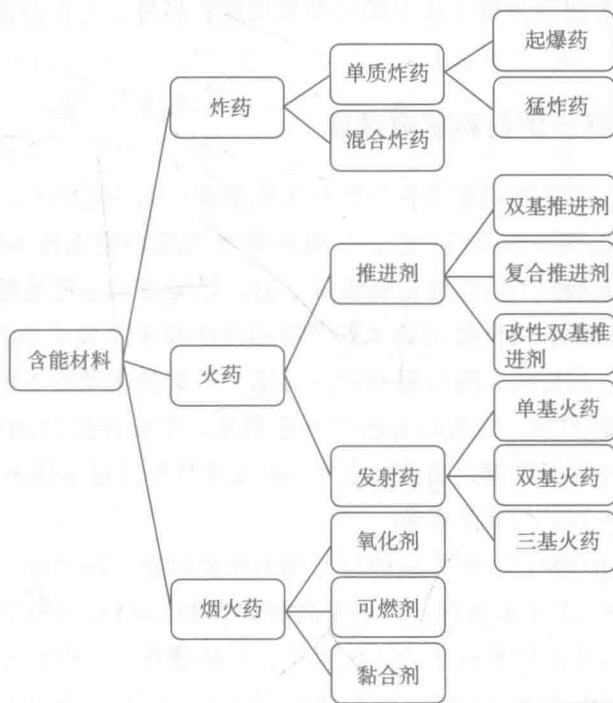 起爆药
单质炸药
炸药
猛炸药
混合炸药
双基推进剂
推进剂
复合推进剂
改性双基推
进剂
含能材料
火药
单基火药
发射药
双基火药
三基火药
氧化剂
烟火药
可燃剂
黏合剂